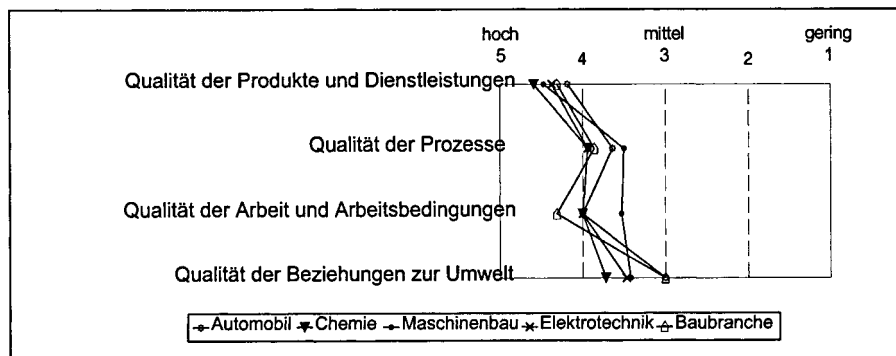 hoch mittel gering
5 4 3 2 1
Qualität der Produkte und Dienstleistungen
Qualität der Prozesse
Qualität der Arbeit und Arbeitsbedingungen
Qualität der Beziehungen zur Umwelt
Automobil Chemie Maschinenbau Elektrotechnik Baubranche